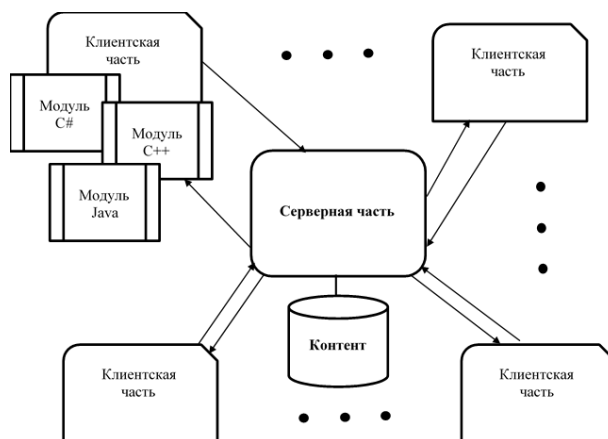 Клиентская
часть
Модуль
C#
Модуль
C++
Модуль
Java
Клиентская
часть
Серверная часть
Контент
Клиентская
часть
Клиентская
часть